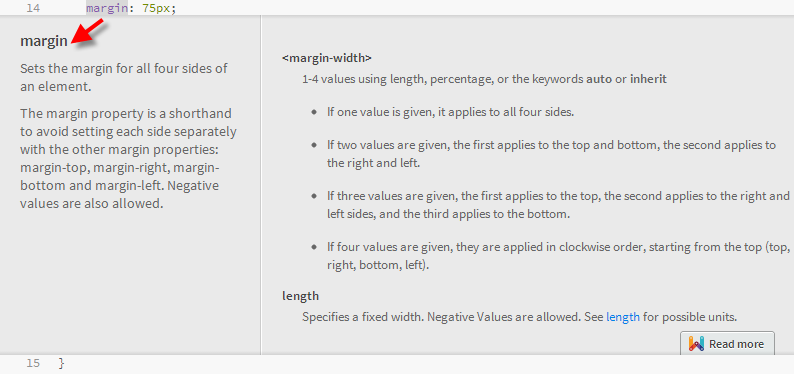 14 margin: 75px;
margin
Sets the margin for all four sides of
an element.
The margin property is a shorthand
to avoid setting each side separately
with the other margin properties:
margin-top, margin-right, margin-
bottom and margin-left. Negative
values are also allowed.
<margin-width>
1-4 values using length, percentage, or the keywords auto or inherit
• If one value is given, it applies to all four sides.
• If two values are given, the first applies to the top and bottom, the second applies to
the right and left.
• If three values are given, the first applies to the top, the second applies to the right and
left sides, and the third applies to the bottom.
• If four values are given, they are applied in clockwise order, starting from the top (top,
right, bottom, left).
length
Specifies a fixed width. Negative Values are allowed. See length for possible units.
Read more
15 }